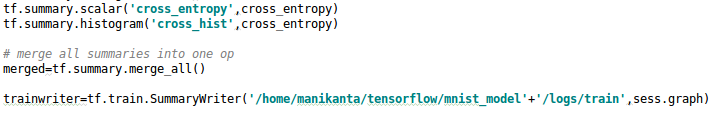 tf.summary.scalar('cross_entropy',cross_entropy)
tf.summary.histogram('cross_hist',cross_entropy)
# merge all summaries into one op
merged=tf.summary.merge_all()
trainwriter=tf.train.SummaryWriter('/home/manikanta/tensorflow/mnist_model'+'/logs/train',sess.graph)